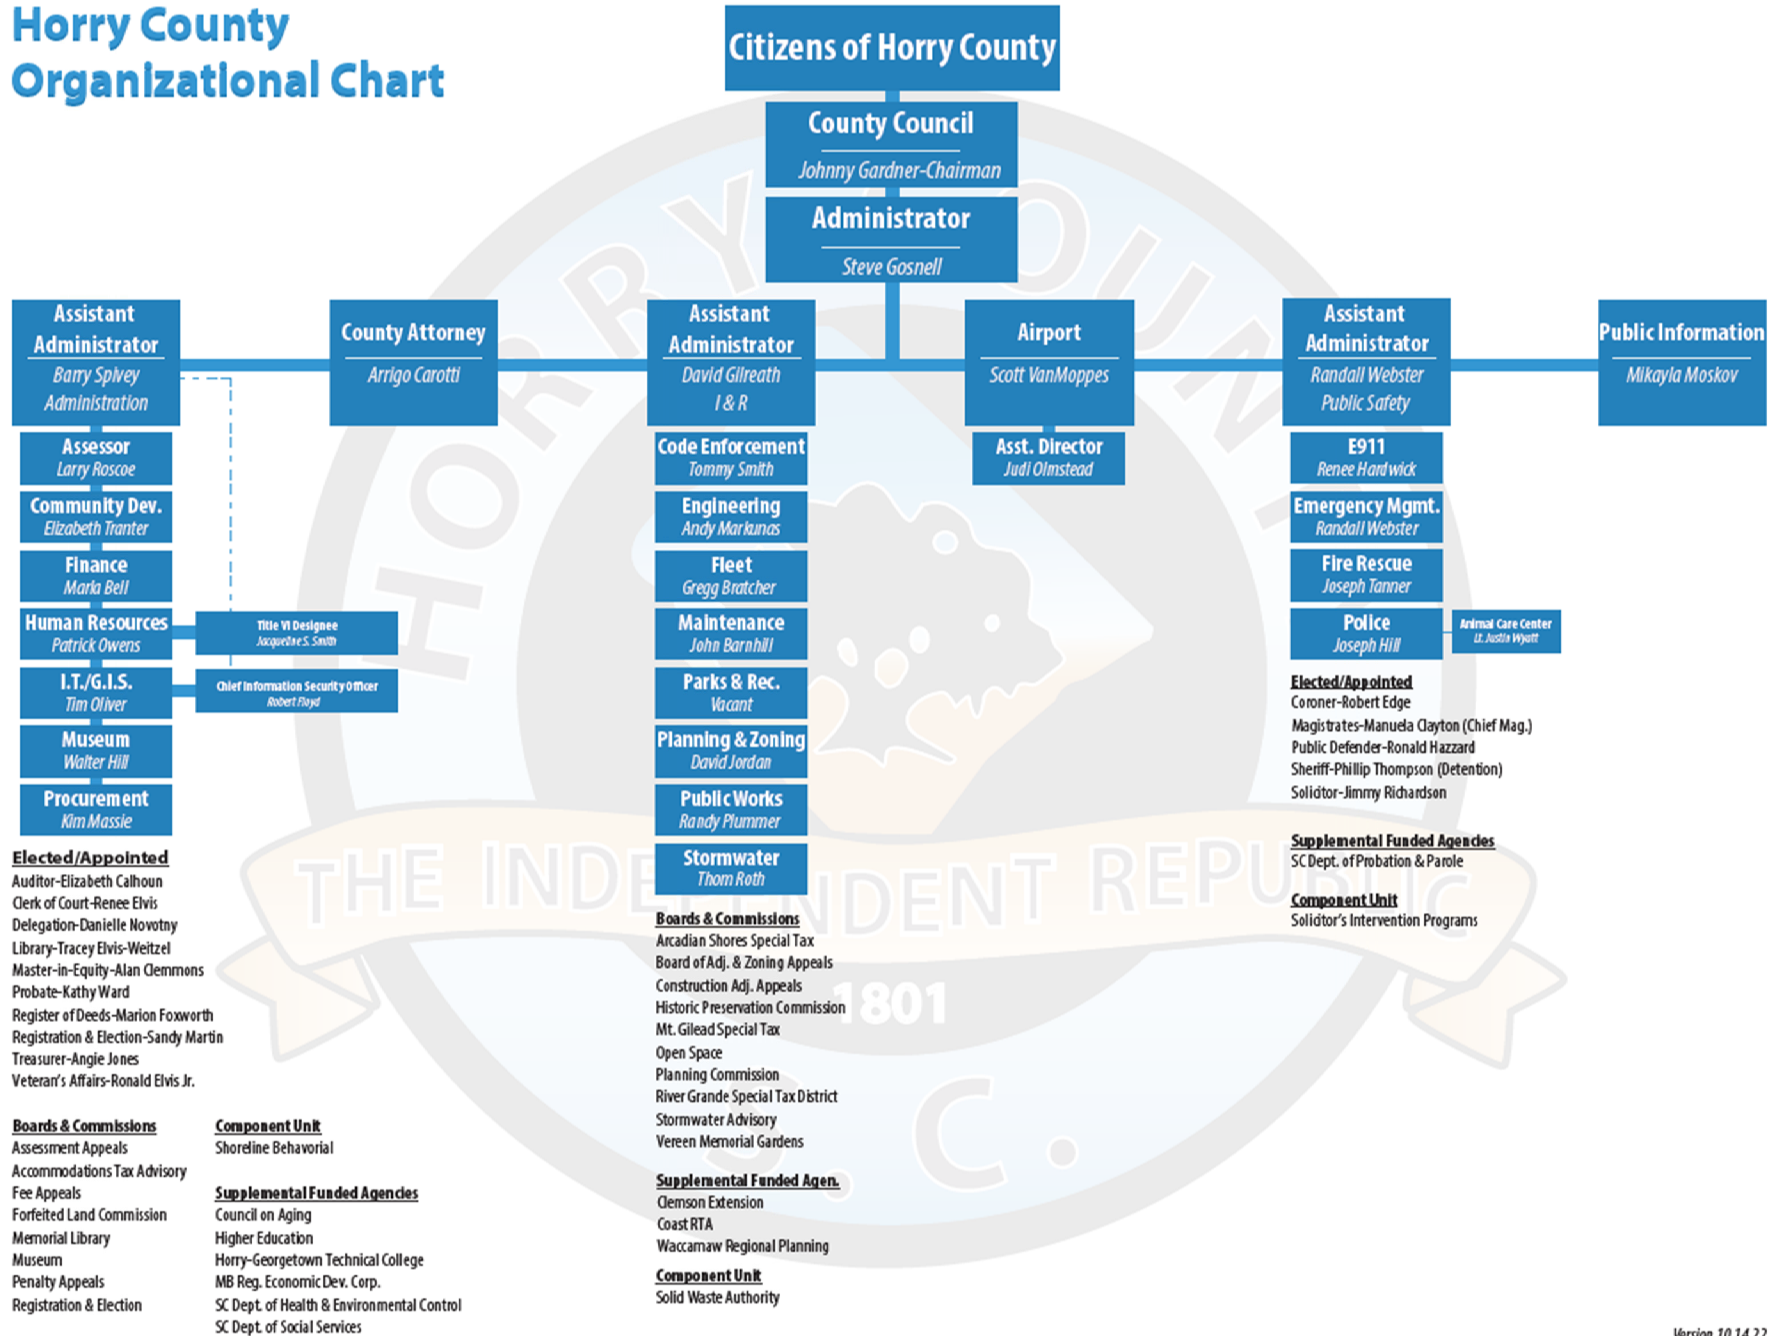 Horry County
Organizational Chart
Citizens of Horry County
County Council
Johnny Gardner-Chairman
Administrator
Steve Gosnell
Assistant
Administrator
Barry Spivey
Administration
County Attorney
Arrigo Carotti
Assistant
Administrator
David Gilreath
I & R
Airport
Scott VanMoppes
Assistant
Administrator
Randall Webster
Public Safety
Public Information
Mikayla Moskov
Assessor
Larry Roscoe
Community Dev.
Elizabeth Tranter
Finance
Marla Bell
Human Resources
Patrick Owens
Title VI Designee
Jacqueline S. Smith
I.T./G.I.S.
Tim Oliver
Chief Information Security Officer
Robert Floyd
Museum
Walter Hill
Procurement
Kim Massie
Elected/Appointed
Auditor-Elizabeth Calhoun
Clerk of Court-Renee Elvis
Delegation-Danielle Novotny
Library-Tracey Elvis-Weitzel
Master-in-Equity-Alan Clemmons
Probate-Kathy Ward
Register of Deeds-Marion Foxworth
Registration & Election-Sandy Martin
Treasurer-Angie Jones
Veteran's Affairs-Ronald Elvis Jr.
Boards & Commissions
Assessment Appeals
Accommodations Tax Advisory
Fee Appeals
Forfeited Land Commission
Memorial Library
Museum
Penalty Appeals
Registration & Election
Component Unit
Shoreline Behavorial
Supplemental Funded Agencies
Council on Aging
Higher Education
Horry-Georgetown Technical College
MB Reg. Economic Dev. Corp.
SC Dept. of Health & Environmental Control
SC Dept. of Social Services
Code Enforcement
Tommy Smith
Engineering
Andy Markunas
Fleet
Gregg Bratcher
Maintenance
John Barnhill
Parks & Rec.
Vacant
Planning & Zoning
David Jordan
Public Works
Randy Plummer
Stormwater
Thom Roth
Boards & Commissions
Arcadian Shores Special Tax
Board of Adj. & Zoning Appeals
Construction Adj. Appeals
Historic Preservation Commission
Mt. Gilead Special Tax
Open Space
Planning Commission
River Grande Special Tax District
Stormwater Advisory
Vereen Memorial Gardens
Supplemental Funded Agen.
Clemson Extension
Coast RTA
Waccamaw Regional Planning
Component Unit
Solid Waste Authority
Asst. Director
Judi Olmstead
E911
Renee Hardwick
Emergency Mgmt.
Randall Webster
Fire Rescue
Joseph Tanner
Police
Joseph Hill
Animal Care Center
Lt. Justin Wyatt
Elected/Appointed
Coroner-Robert Edge
Magistrates-Manuela Clayton (Chief Mag.)
Public Defender-Ronald Hazzard
Sheriff-Phillip Thompson (Detention)
Solicitor-Jimmy Richardson
Supplemental Funded Agencies
SC Dept. of Probation & Parole
Component Unit
Solicitor's Intervention Programs
HORRY COUNTY
THE INDEPENDENT REPUBLIC
1801
S. C.
Version 10.14.22